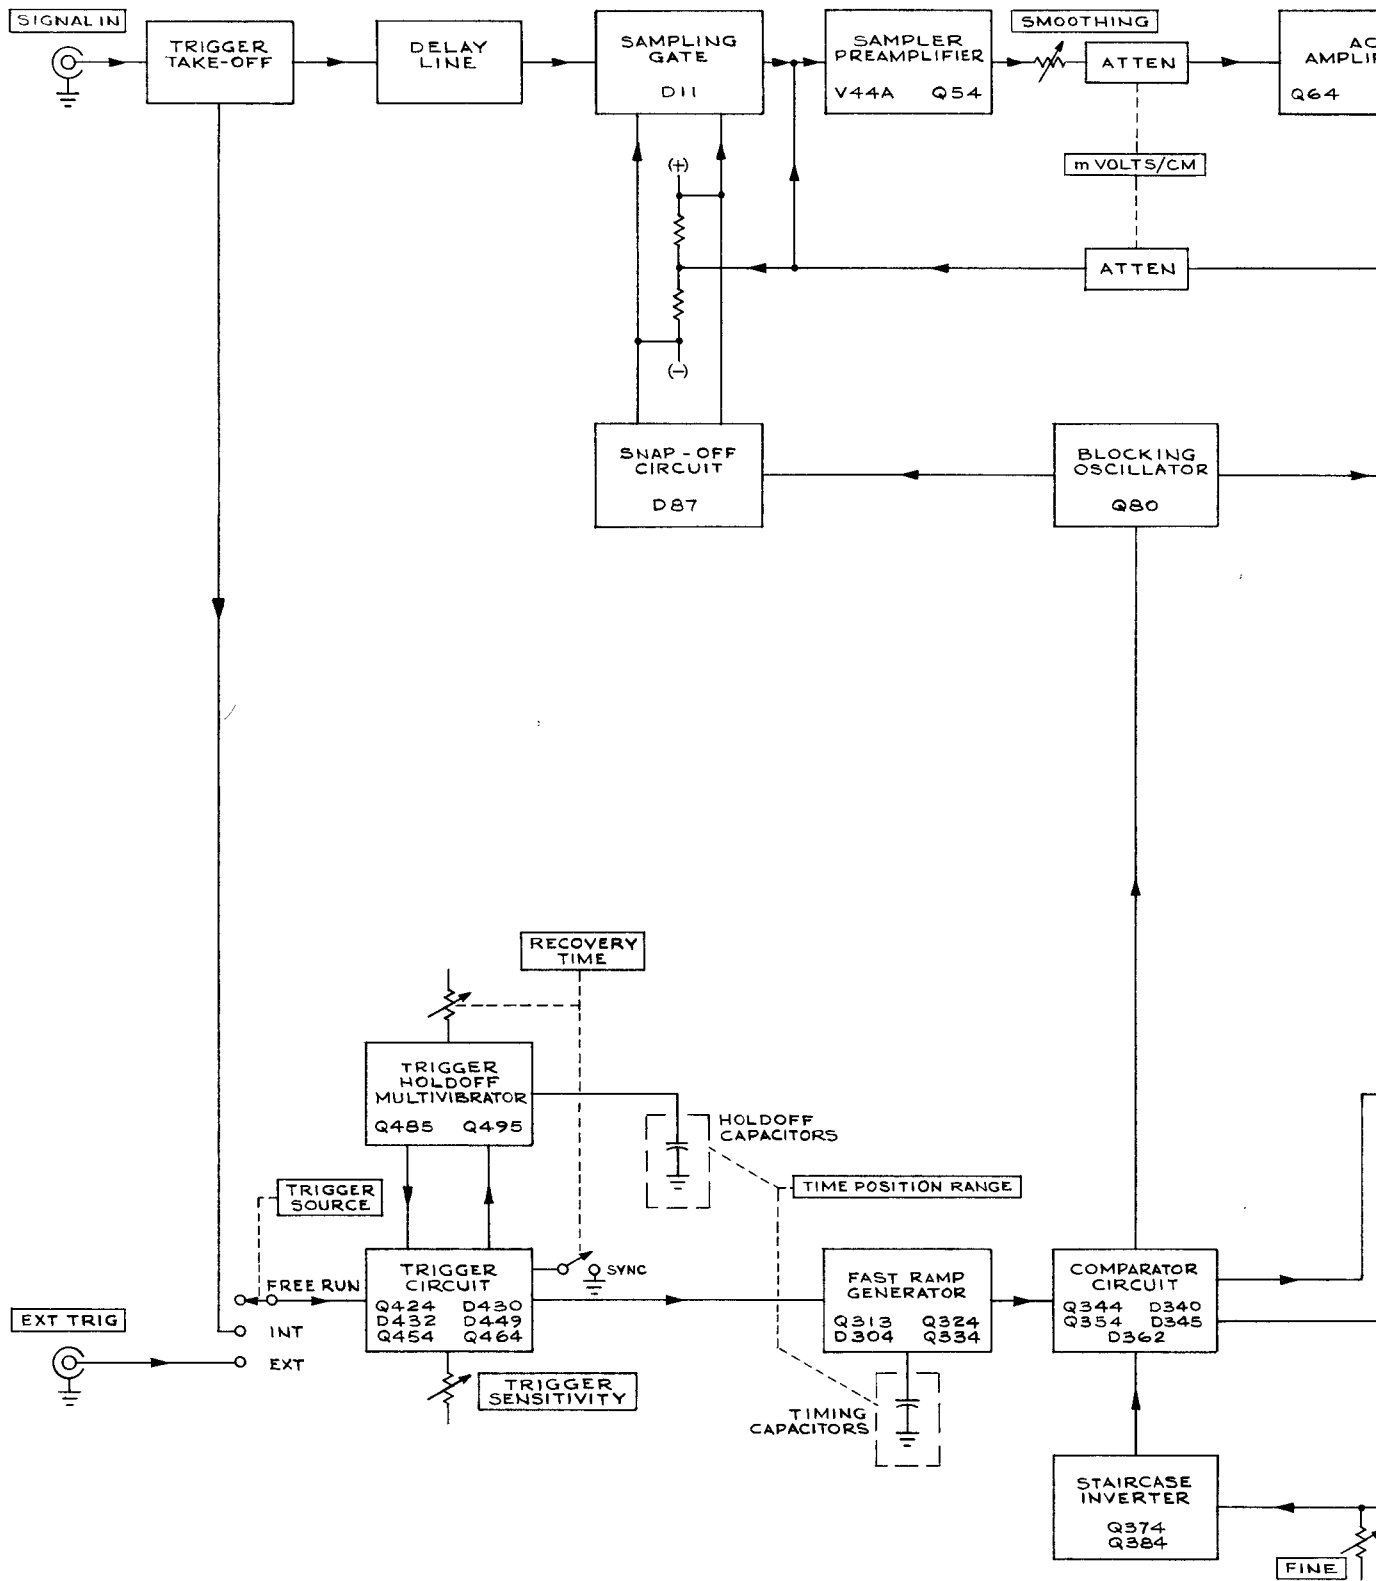 SIGNAL IN
TRIGGER
TAKE-OFF
DELAY
LINE
SAMPLING
GATE
D11
SAMPLER
PREAMPLIFIER
V44A Q54
SMOOTHING
ATTEN
AC
AMPLIF
Q64
(+)
m VOLTS/CM
ATTEN
(-)
SNAP-OFF
CIRCUIT
D87
BLOCKING
OSCILLATOR
Q80
RECOVERY
TIME
TRIGGER
HOLDOFF
MULTIVIBRATOR
Q485 Q495
HOLDOFF
CAPACITORS
TIME POSITION RANGE
TRIGGER
SOURCE
FREE RUN
INT
EXT
EXT TRIG
TRIGGER
CIRCUIT
Q424 D430
D432 D449
Q454 Q464
SYNC
TRIGGER
SENSITIVITY
FAST RAMP
GENERATOR
Q313 Q324
D304 Q334
TIMING
CAPACITORS
COMPARATOR
CIRCUIT
Q344 D340
Q354 D345
D362
STAIRCASE
INVERTER
Q374
Q384
FINE